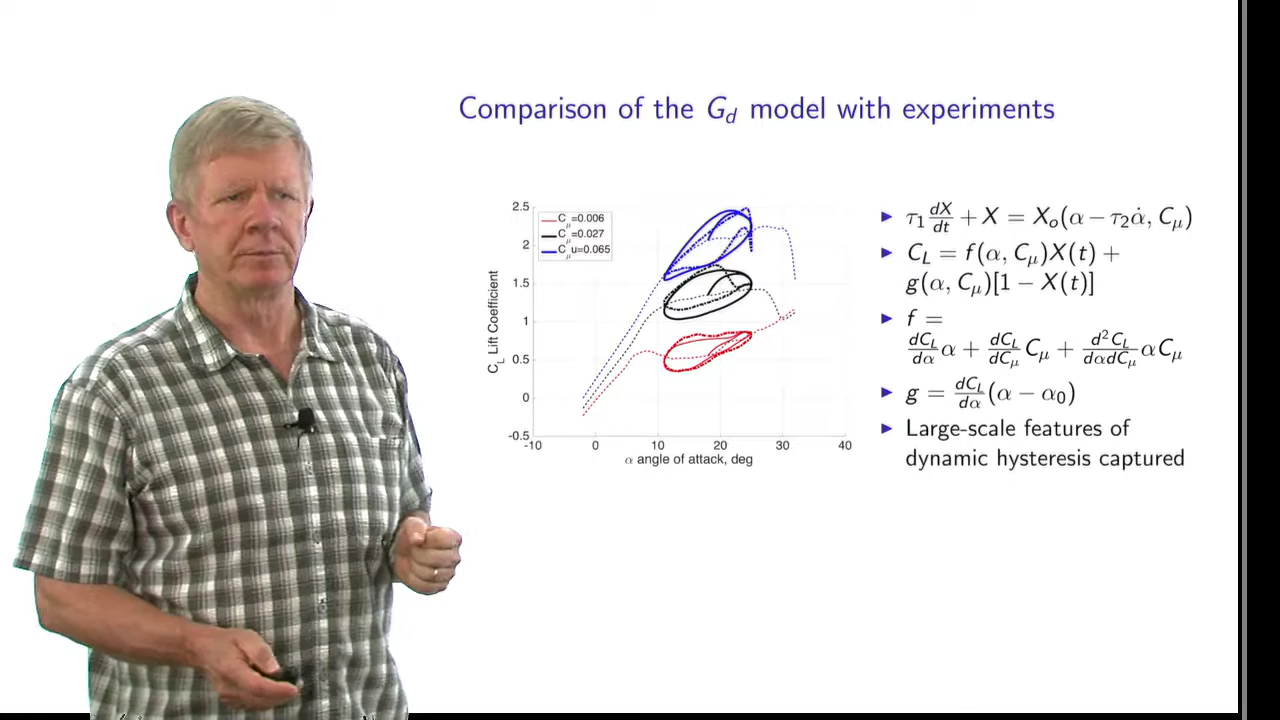 Comparison of the G_d model with experiments
2.5
2
1.5
1
0.5
0
-0.5
-10 0 10 20 30 40
C_L Lift Coefficient
α angle of attack, deg
C_μ=0.006
C_μ=0.027
C_μu=0.065
▶ τ₁ dX/dt + X = X_o(α − τ₂α̇, C_μ)
▶ C_L = f(α, C_μ)X(t) +
g(α, C_μ)[1 − X(t)]
▶ f =
dC_L/dα α + dC_L/dC_μ C_μ + d²C_L/dαdC_μ αC_μ
▶ g = dC_L/dα (α − α₀)
▶ Large-scale features of
dynamic hysteresis captured